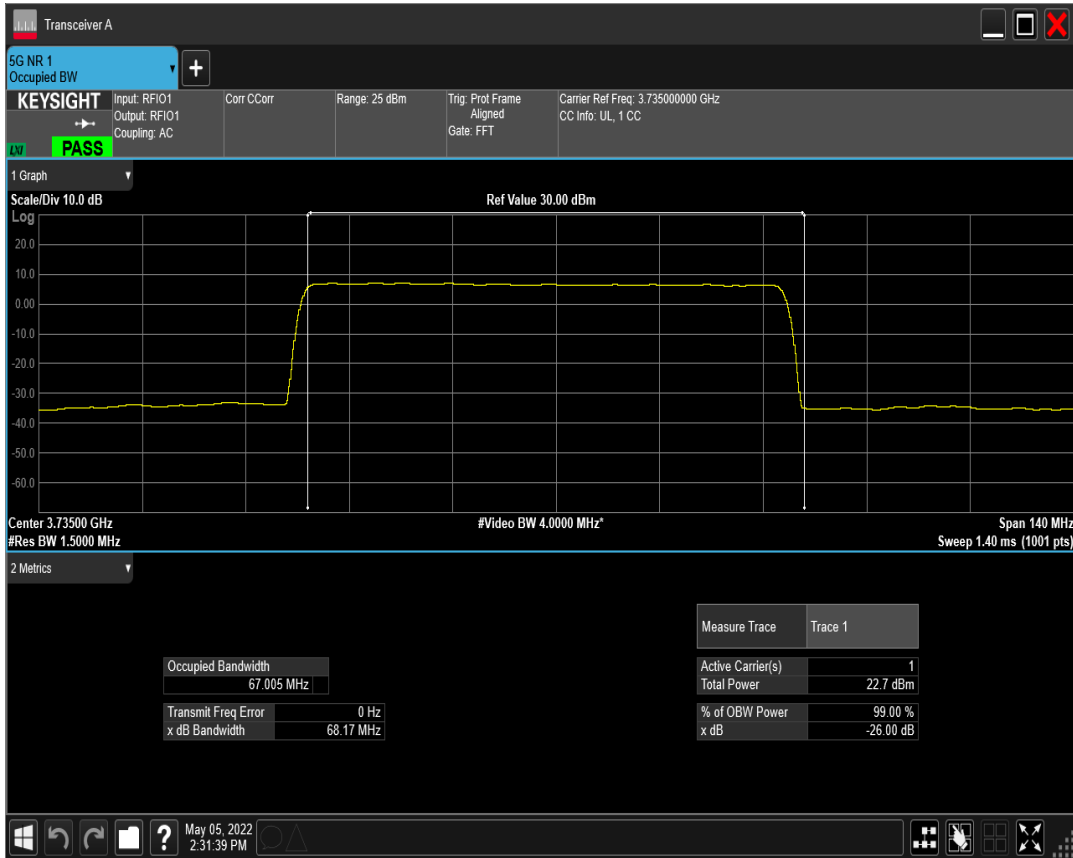 Transceiver A
5G NR 1
Occupied BW
KEYSIGHT
Input: RFIO1
Output: RFIO1
Coupling: AC
LXI
PASS
Corr CCorr
Range: 25 dBm
Trig: Prot Frame
Aligned
Gate: FFT
Carrier Ref Freq: 3.735000000 GHz
CC Info: UL, 1 CC
1 Graph
Scale/Div 10.0 dB
Ref Value 30.00 dBm
Log
20.0
10.0
0.00
-10.0
-20.0
-30.0
-40.0
-50.0
-60.0
Center 3.73500 GHz
#Video BW 4.0000 MHz*
Span 140 MHz
#Res BW 1.5000 MHz
Sweep 1.40 ms (1001 pts)
2 Metrics
Measure Trace Trace 1
Occupied Bandwidth
67.005 MHz
Active Carrier(s) 1
Total Power 22.7 dBm
Transmit Freq Error 0 Hz
x dB Bandwidth 68.17 MHz
% of OBW Power 99.00 %
x dB -26.00 dB
?
May 05, 2022
2:31:39 PM